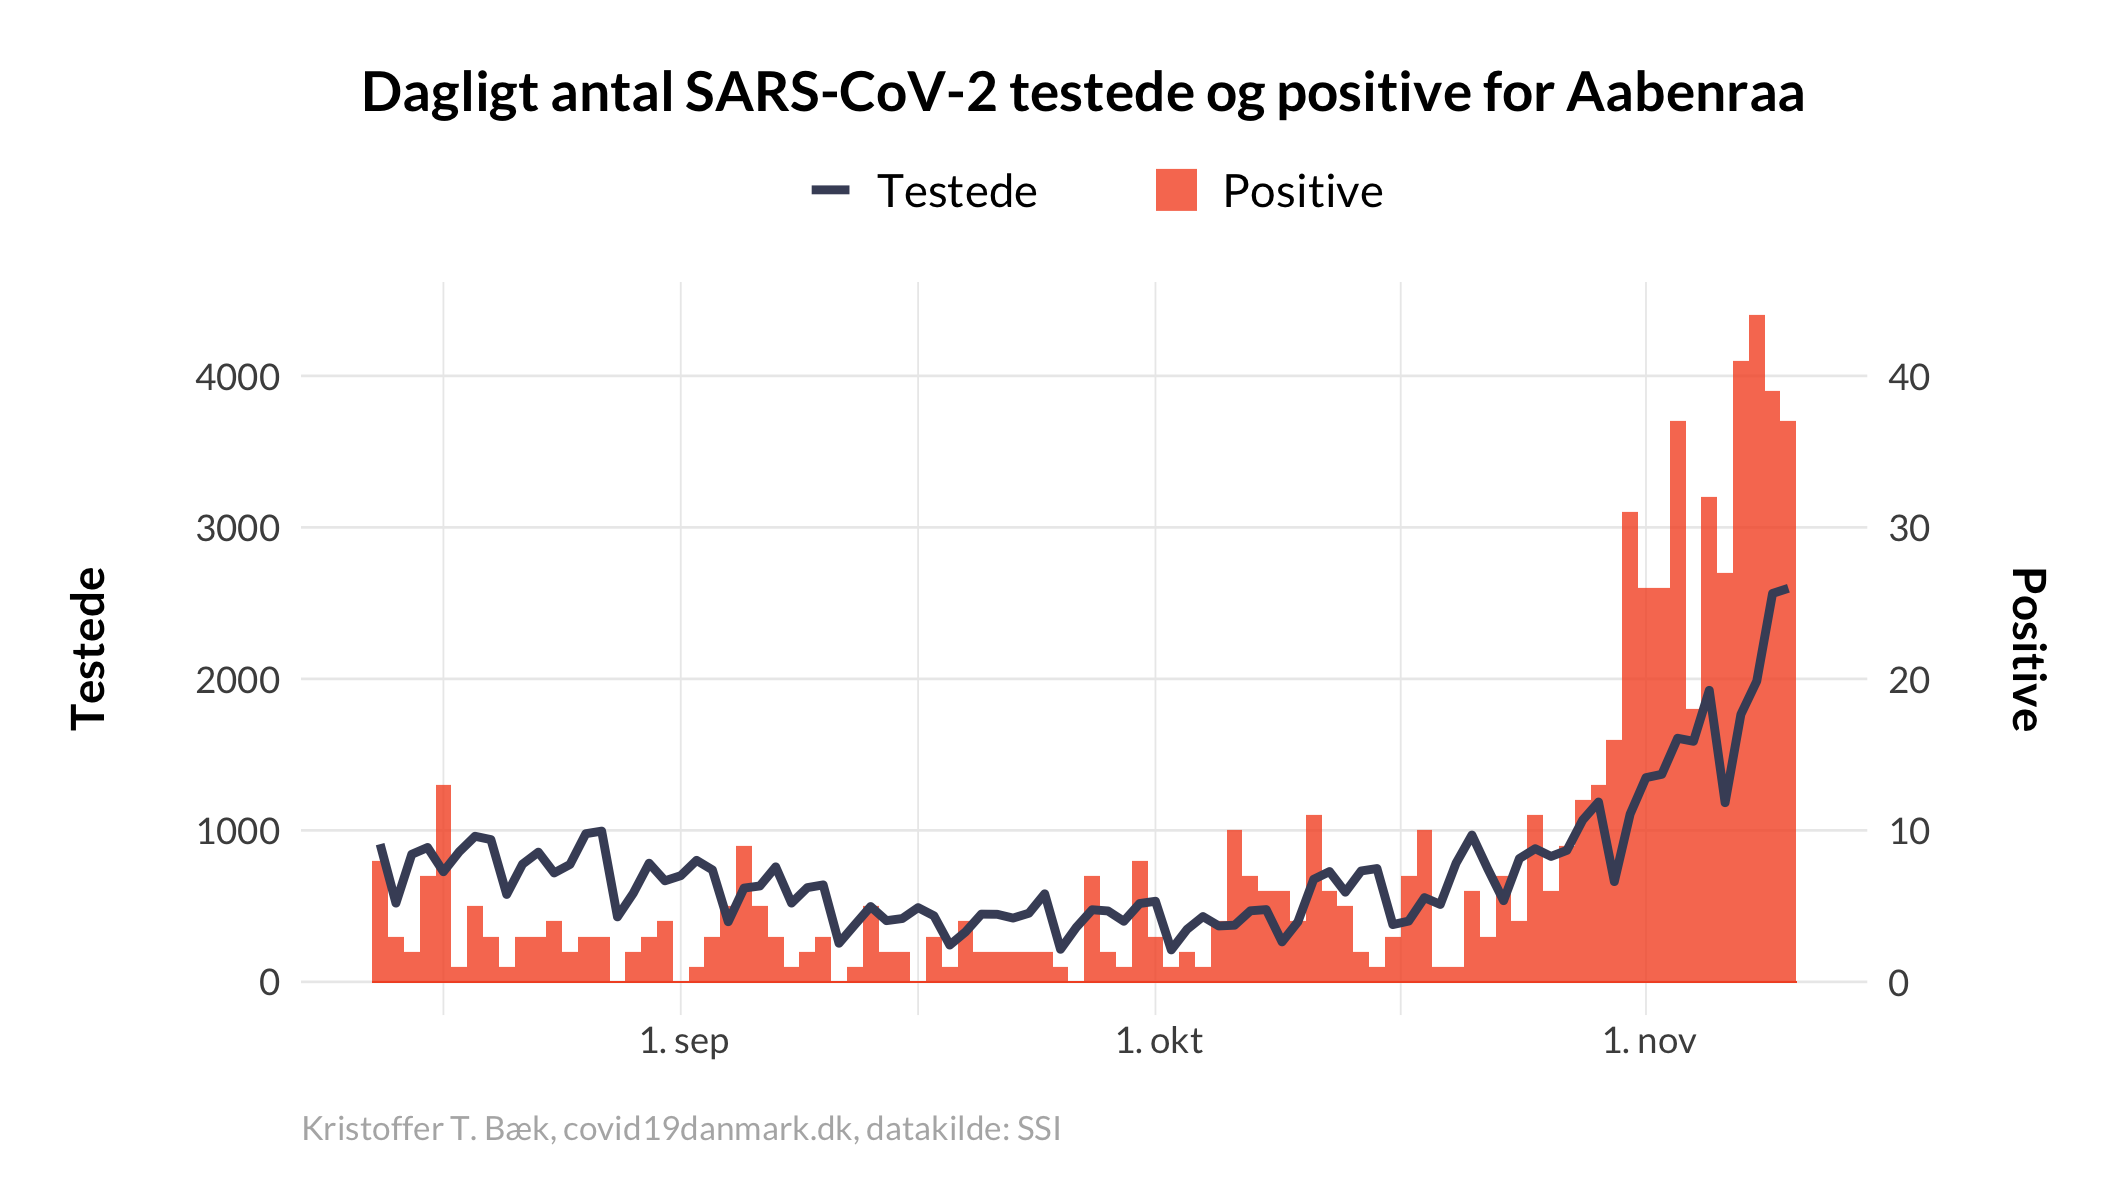 Dagligt antal SARS-CoV-2 testede og positive for Aabenraa
Testede
Positive
Testede
4000
3000
2000
1000
0
40
30
20
10
0
Positive
1. sep
1. okt
1. nov
Kristoffer T. Bæk, covid19danmark.dk, datakilde: SSI